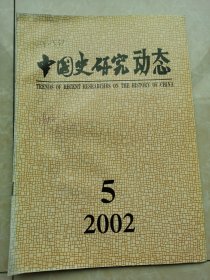 中国史研究动态
TRENDS OF RECENT RESEARCHES ON THE HISTORY OF CHINA
5
2002